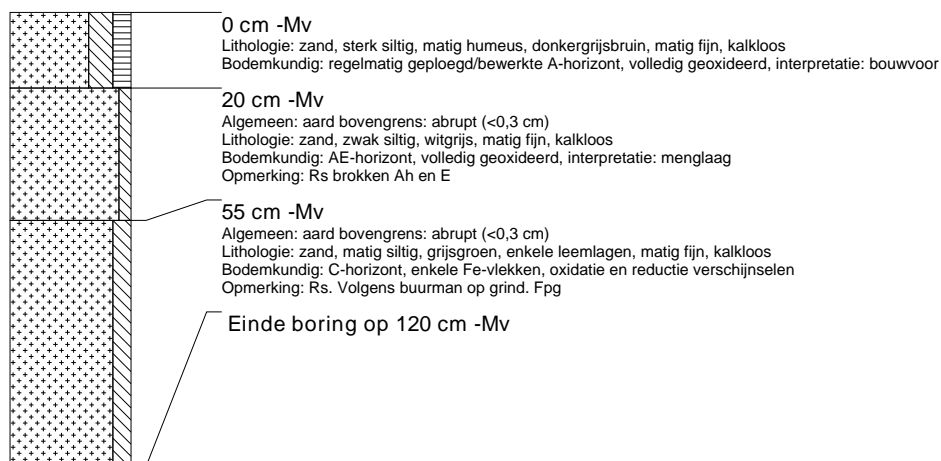 0 cm -Mv
Lithologie: zand, sterk siltig, matig humeus, donkergrijsbruin, matig fijn, kalkloos
Bodemkundig: regelmatig geploegd/bewerkte A-horizont, volledig geoxideerd, interpretatie: bouwvoor
20 cm -Mv
Algemeen: aard bovengrens: abrupt (<0,3 cm)
Lithologie: zand, zwak siltig, witgrijs, matig fijn, kalkloos
Bodemkundig: AE-horizont, volledig geoxideerd, interpretatie: menglaag
Opmerking: Rs brokken Ah en E
55 cm -Mv
Algemeen: aard bovengrens: abrupt (<0,3 cm)
Lithologie: zand, matig siltig, grijsgroen, enkele leemlagen, matig fijn, kalkloos
Bodemkundig: C-horizont, enkele Fe-vlekken, oxidatie en reductie verschijnselen
Opmerking: Rs. Volgens buurman op grind. Fpg
Einde boring op 120 cm -Mv